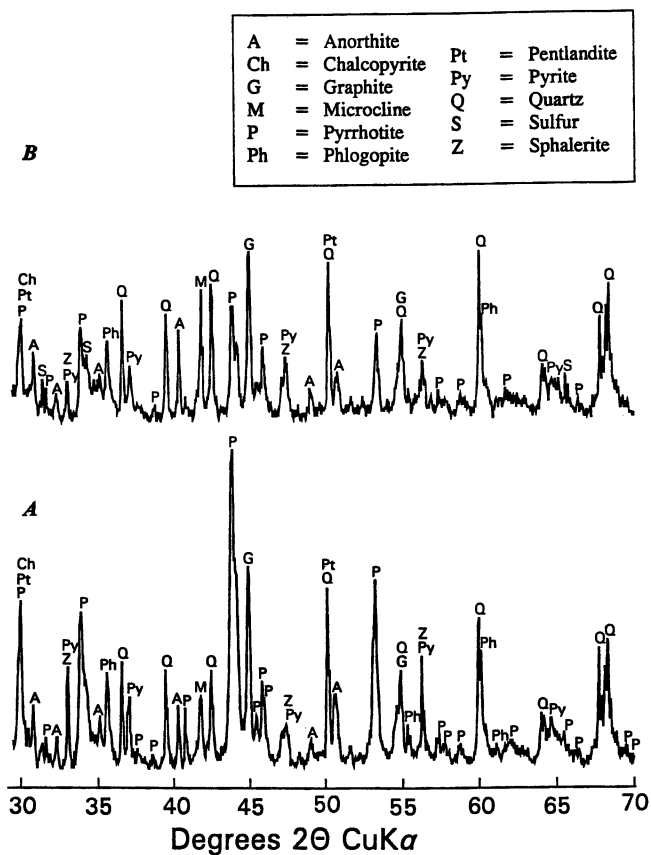 A = Anorthite
Ch = Chalcopyrite
G = Graphite
M = Microcline
P = Pyrrhotite
Ph = Phlogopite
Pt = Pentlandite
Py = Pyrite
Q = Quartz
S = Sulfur
Z = Sphalerite
B
Ch
Pt
P
A
S
P
A
Z
P
Py
P
S
A
Ph
Q
Py
P
Q
A
M
Q
P
G
P
Py
Z
A
Pt
Q
A
P
G
Q
Py
Z
P
P
Q
Ph
P
Q
Py
S
P
Q
Q
A
Ch
Pt
P
A
P
A
Py
Z
P
A
Ph
Q
Py
P
P
Q
A
P
M
Q
P
G
P
P
P
Z
Py
A
Pt
Q
A
P
Q
G
Ph
Z
Py
P
P
P
Q
Ph
Ph
P
Q
Py
P
P
Q
Q
P
P
30 35 40 45 50 55 60 65 70
Degrees 2Θ CuKα